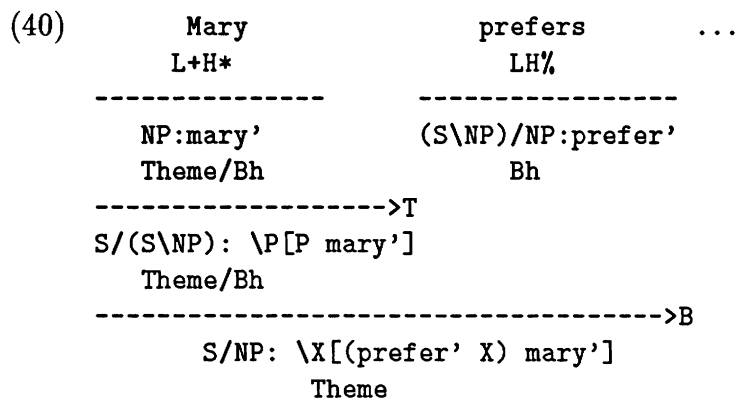 (40) Mary prefers ...
L+H* LH%
--------------- -----------------
NP:mary' (S\NP)/NP:prefer'
Theme/Bh Bh
------------------->T
S/(S\NP): \P[P mary']
Theme/Bh
------------------------------------->B
S/NP: \X[(prefer' X) mary']
Theme